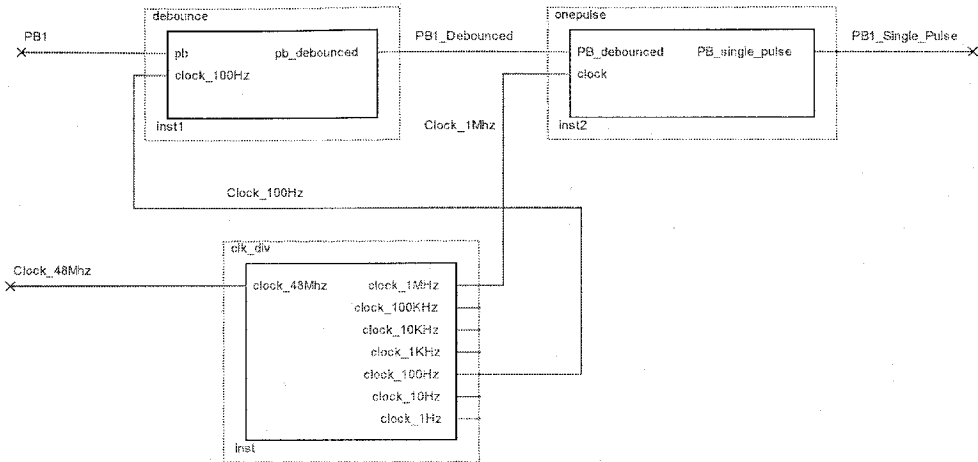 debounce
onepulse
PB1
PB1_Debounced
PB1_Single_Pulse
pb
pb_debounced
PB_debounced
PB_single_pulse
clock_100Hz
clock
inst1
Clock_1Mhz
inst2
Clock_100Hz
clk_div
Clock_48Mhz
clock_48Mhz
clock_1MHz
clock_100KHz
clock_10KHz
clock_1KHz
clock_100Hz
clock_10Hz
clock_1Hz
inst